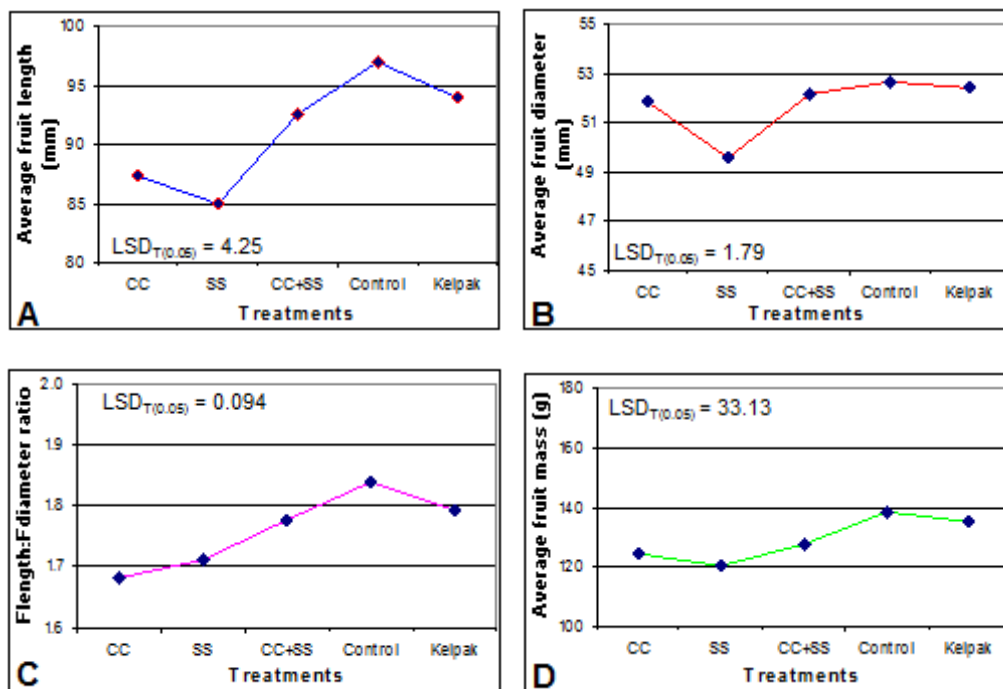 Average fruit length
(mm)
100
95
90
85
80
LSDT(0.05) = 4.25
CC SS CC+SS Control Kelpak
Treatments
A
Average fruit diameter
(mm)
55
53
51
49
47
45
LSDT(0.05) = 1.79
CC SS CC+SS Control Kelpak
Treatments
B
Flength:F-diameter ratio
2.0
1.9
1.8
1.7
1.6
LSDT(0.05) = 0.094
CC SS CC+SS Control Kelpak
Treatments
C
Average fruit mass (g)
180
160
140
120
100
LSDT(0.05) = 33.13
CC SS CC+SS Control Kelpak
Treatments
D